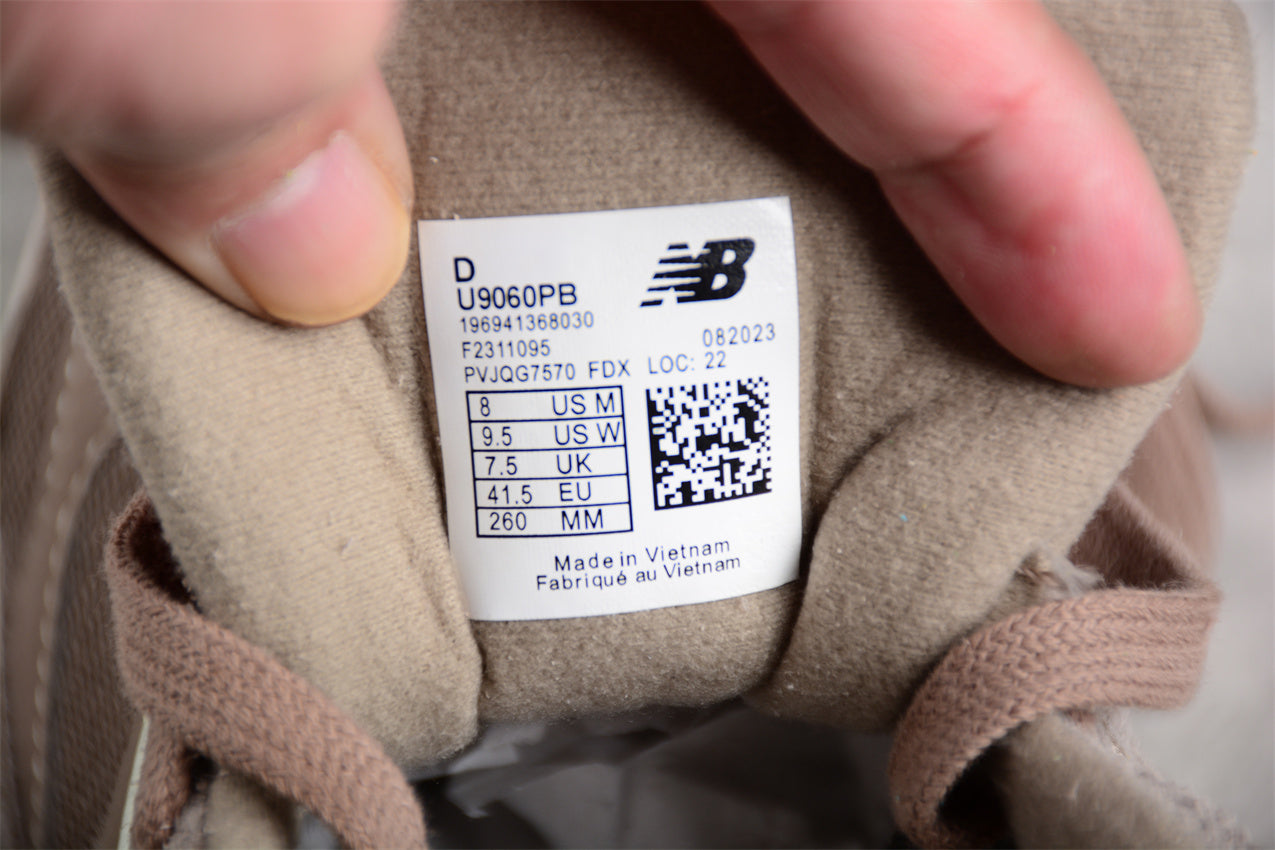 D
NB
U9060PB
196941368030
F2311095 082023
PVJQG7570 FDX LOC: 22
8 US M
9.5 US W
7.5 UK
41.5 EU
260 MM
Made in Vietnam
Fabriqué au Vietnam